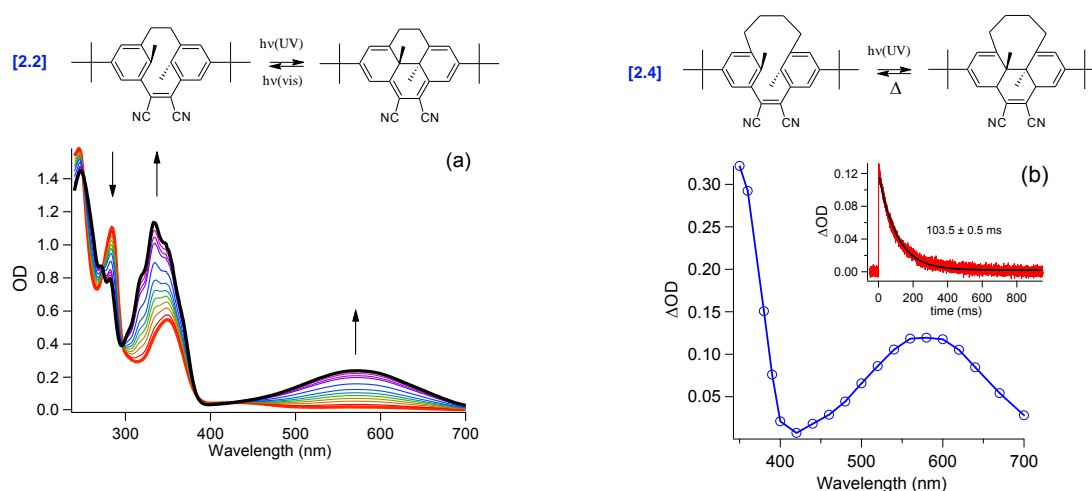 [2.2]
hν(UV)
hν(vis)
NC CN
NC CN
(a)
OD
1.4
1.2
1.0
0.8
0.6
0.4
0.2
0.0
300 400 500 600 700
Wavelength (nm)
[2.4]
hν(UV)
Δ
NC CN
NC CN
(b)
ΔOD
0.30
0.25
0.20
0.15
0.10
0.05
400 500 600 700
Wavelength (nm)
ΔOD
0.12
0.08
0.04
0.00
103.5 ± 0.5 ms
0 200 400 600 800
time (ms)